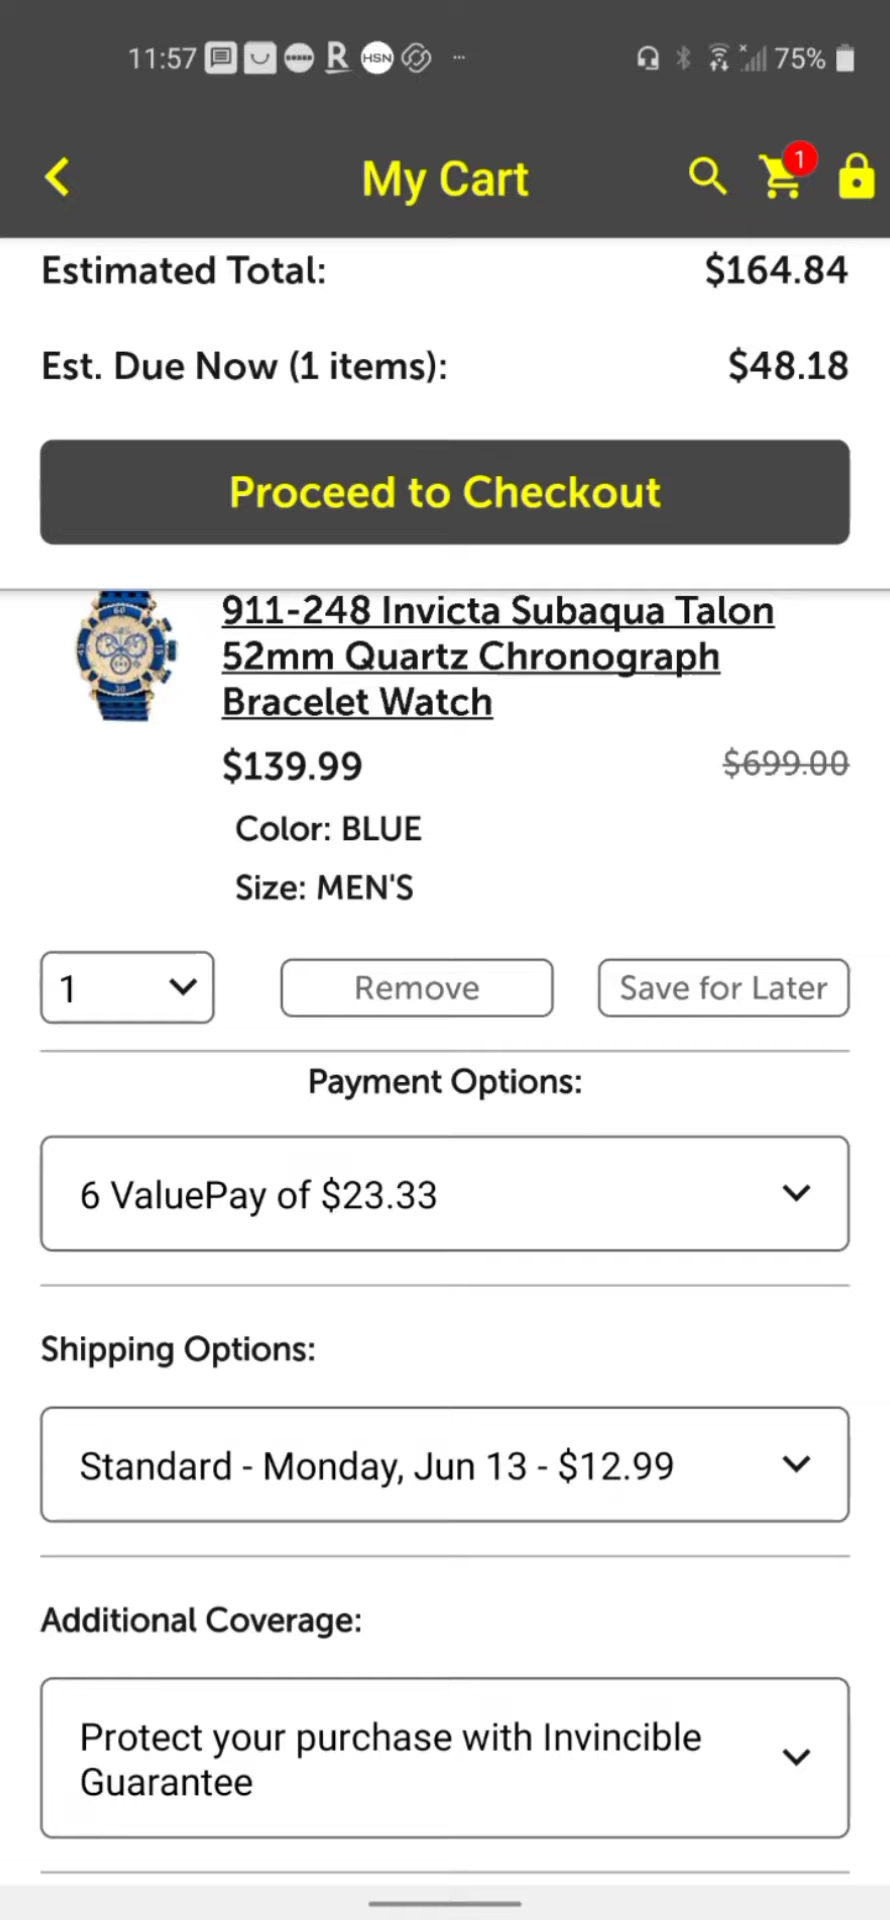 11:57 R HSN ... 75%
My Cart 1
Estimated Total: $164.84
Est. Due Now (1 items): $48.18
Proceed to Checkout
911-248 Invicta Subaqua Talon
52mm Quartz Chronograph
Bracelet Watch
$139.99 $699.00
Color: BLUE
Size: MEN'S
1 Remove Save for Later
Payment Options:
6 ValuePay of $23.33
Shipping Options:
Standard - Monday, Jun 13 - $12.99
Additional Coverage:
Protect your purchase with Invincible
Guarantee